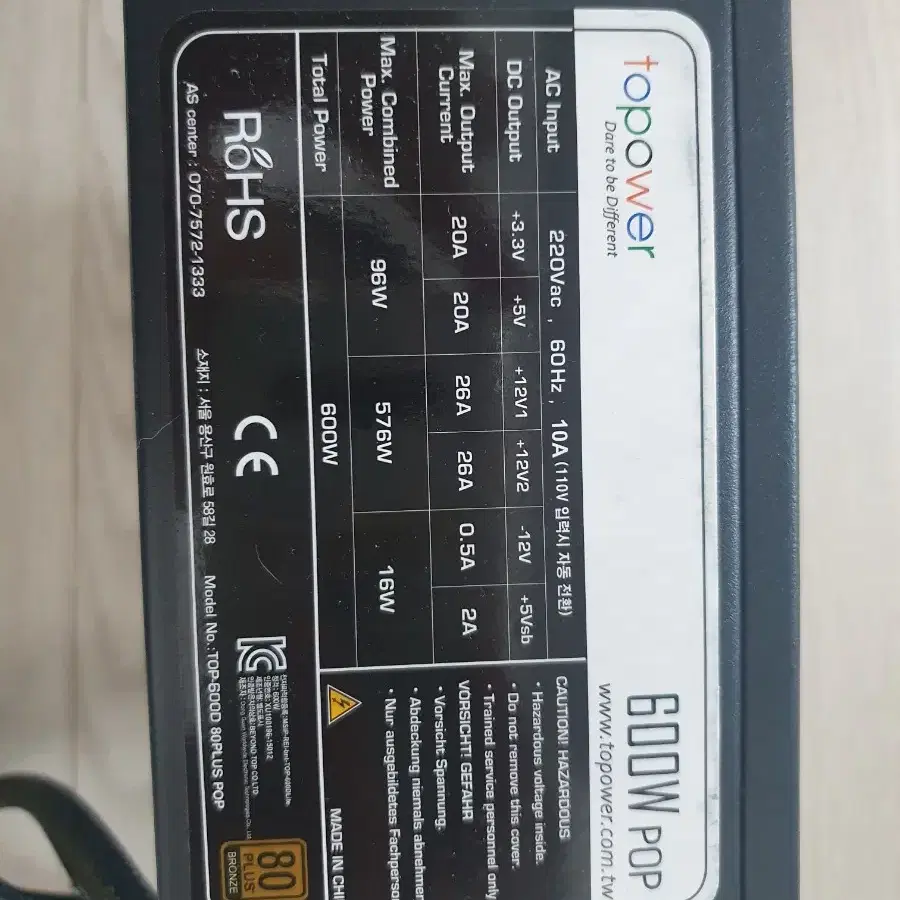 topower
Dare to be Different
600W POP
www.topower.com.tw
AC Input 220Vac , 60Hz , 10A (110V 입력시 자동 전환)
DC Output +3.3V +5V +12V1 +12V2 -12V +5Vsb
Max. Output Current 20A 20A 26A 26A 0.5A 2A
Max. Combined Power 96W 576W 16W
Total Power 600W
CAUTION! HAZARDOUS
• Hazardous voltage inside.
• Do not remove this cover.
• Trained service personnel only
VORSICHT! GEFAHR
• Vorsicht Spannung.
• Abdeckung niemals abnehmen
• Nur ausgebildetes Fachperso
RoHS
CE
MADE IN CHI
80
PLUS
BRONZE
AS center : 070-7572-1333
소재지 : 서울 용산구 원효로 58길 28
Model No.:TOP-600D 80PLUS POP